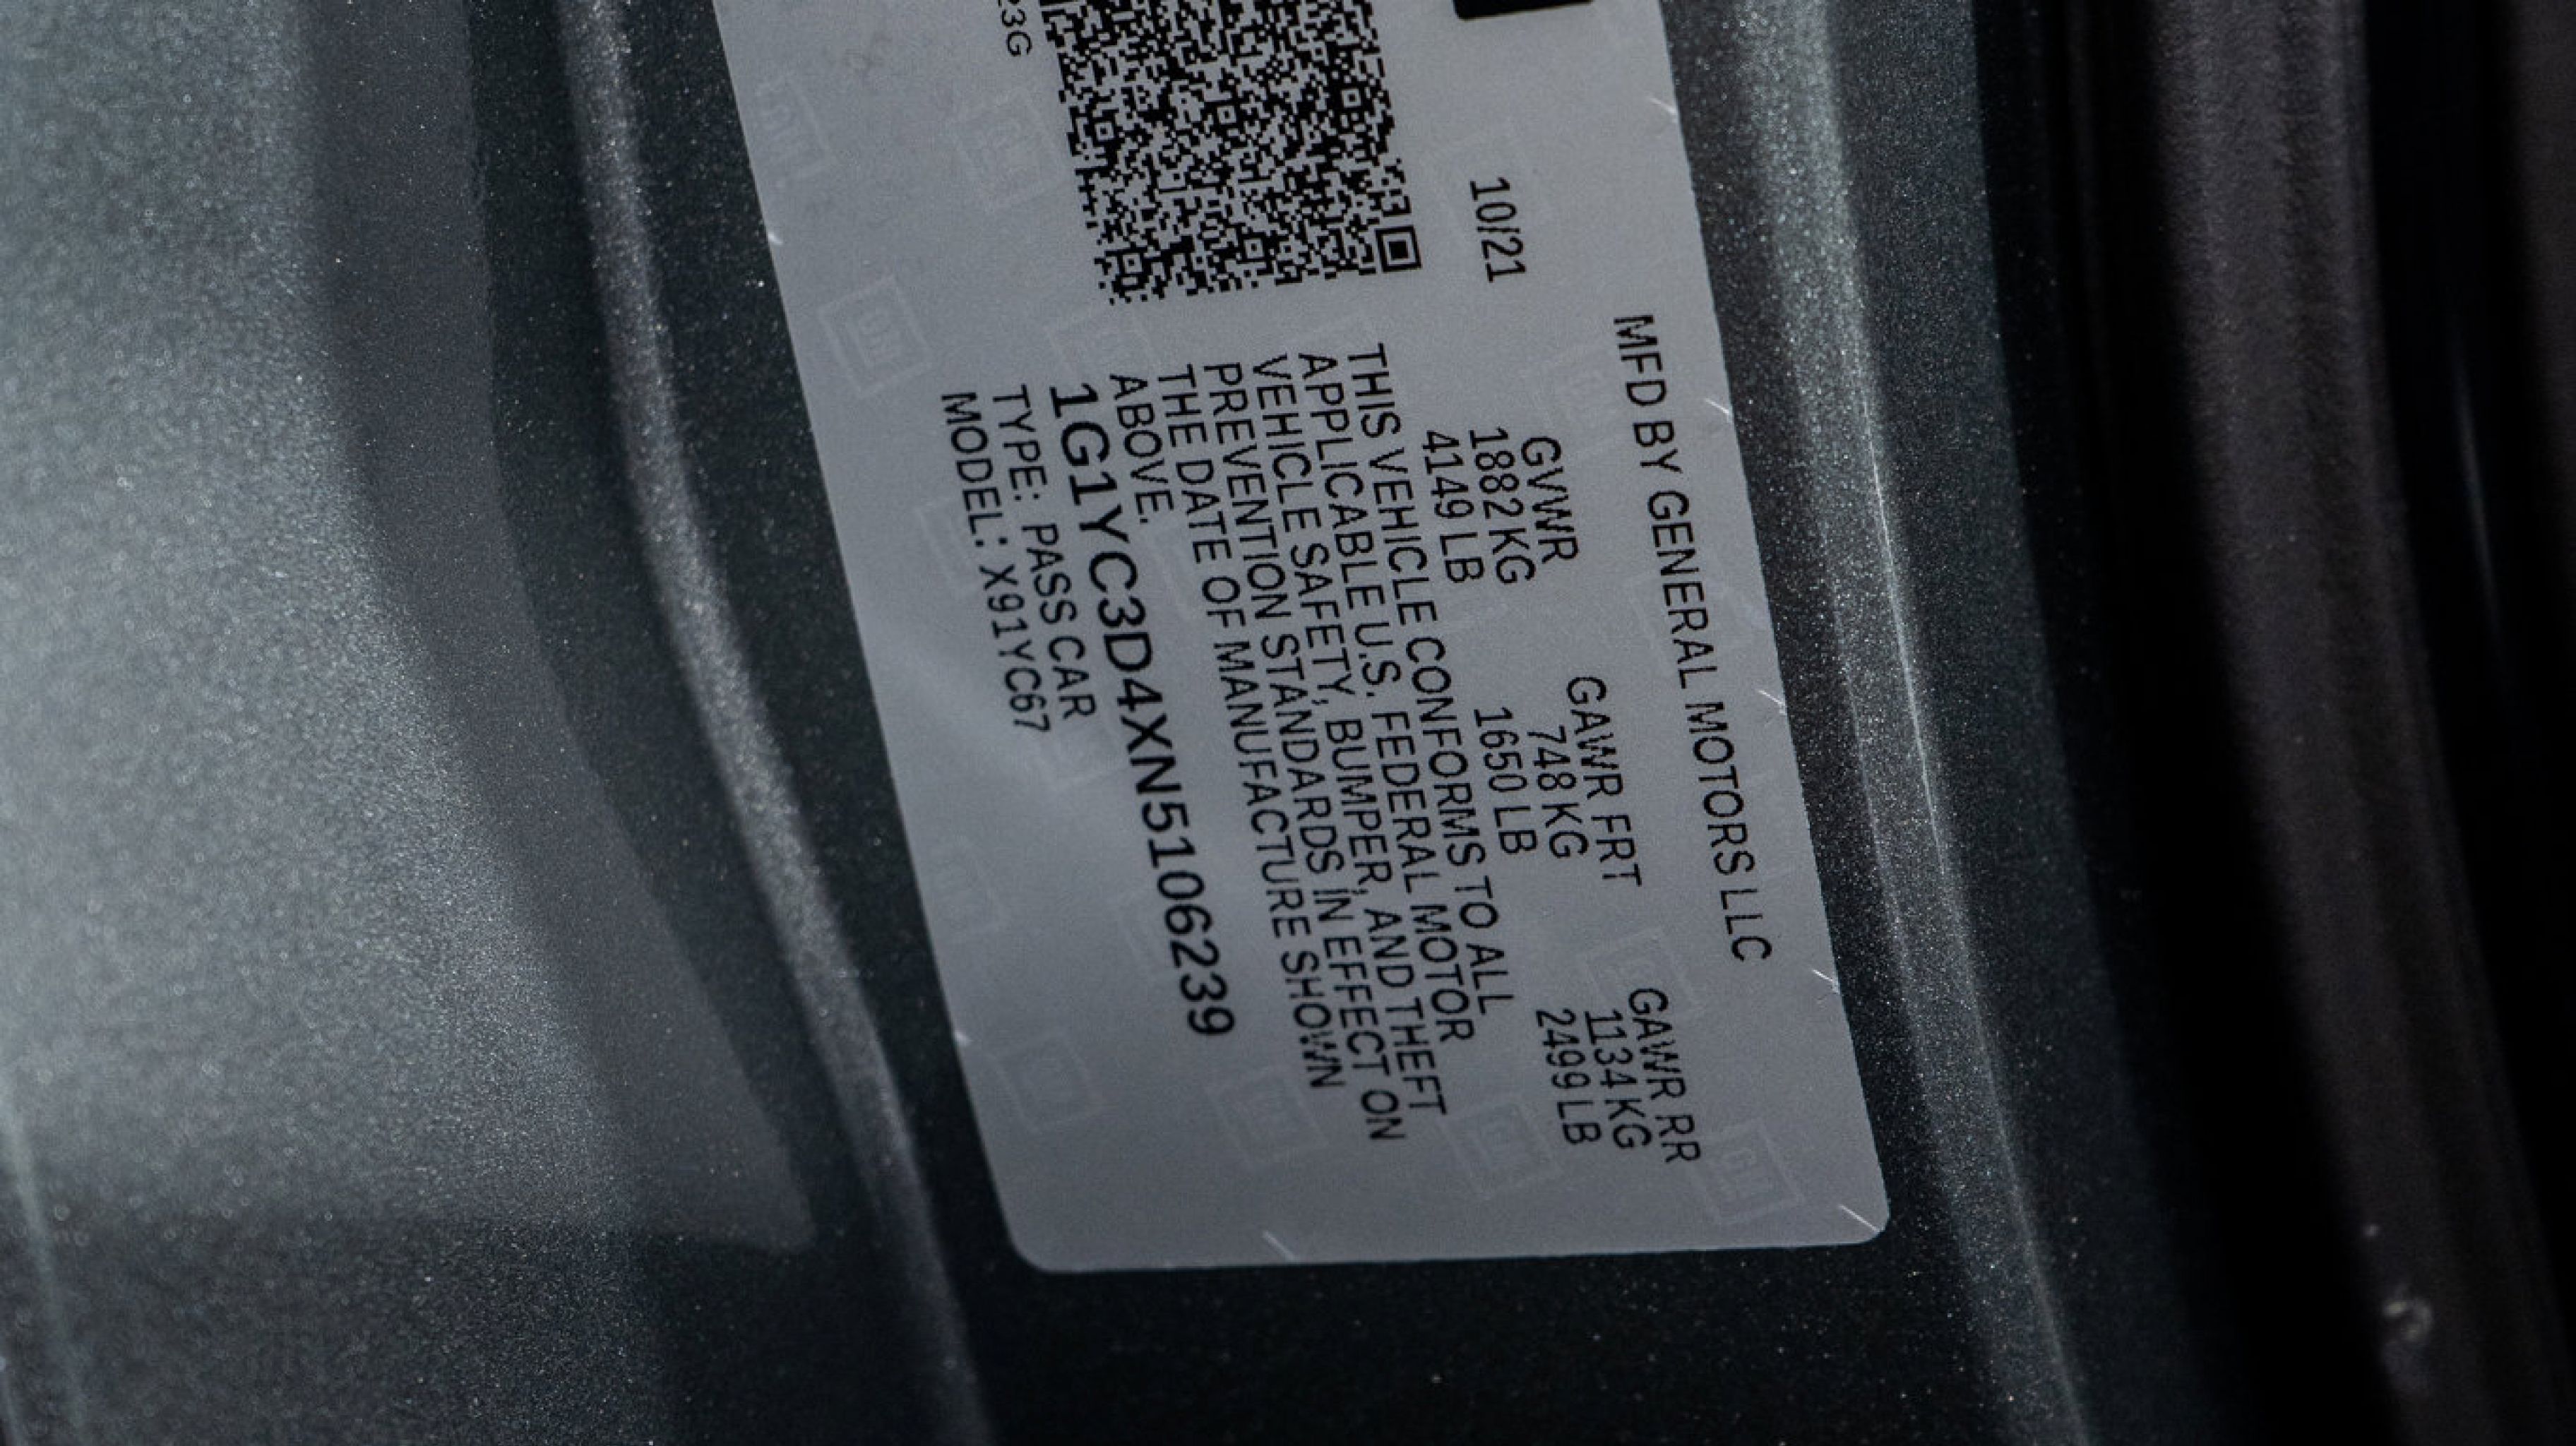 MFD BY GENERAL MOTORS LLC
10/21
GVWR GAWR FRT GAWR RR
1882 KG 748 KG 1134 KG
4149 LB 1650 LB 2499 LB
THIS VEHICLE CONFORMS TO ALL
APPLICABLE U.S. FEDERAL MOTOR
VEHICLE SAFETY, BUMPER, AND THEFT
PREVENTION STANDARDS IN EFFECT ON
THE DATE OF MANUFACTURE SHOWN
ABOVE.
1G1YC3D4XN5106239
TYPE: PASS CAR
MODEL: X91YC67
23G